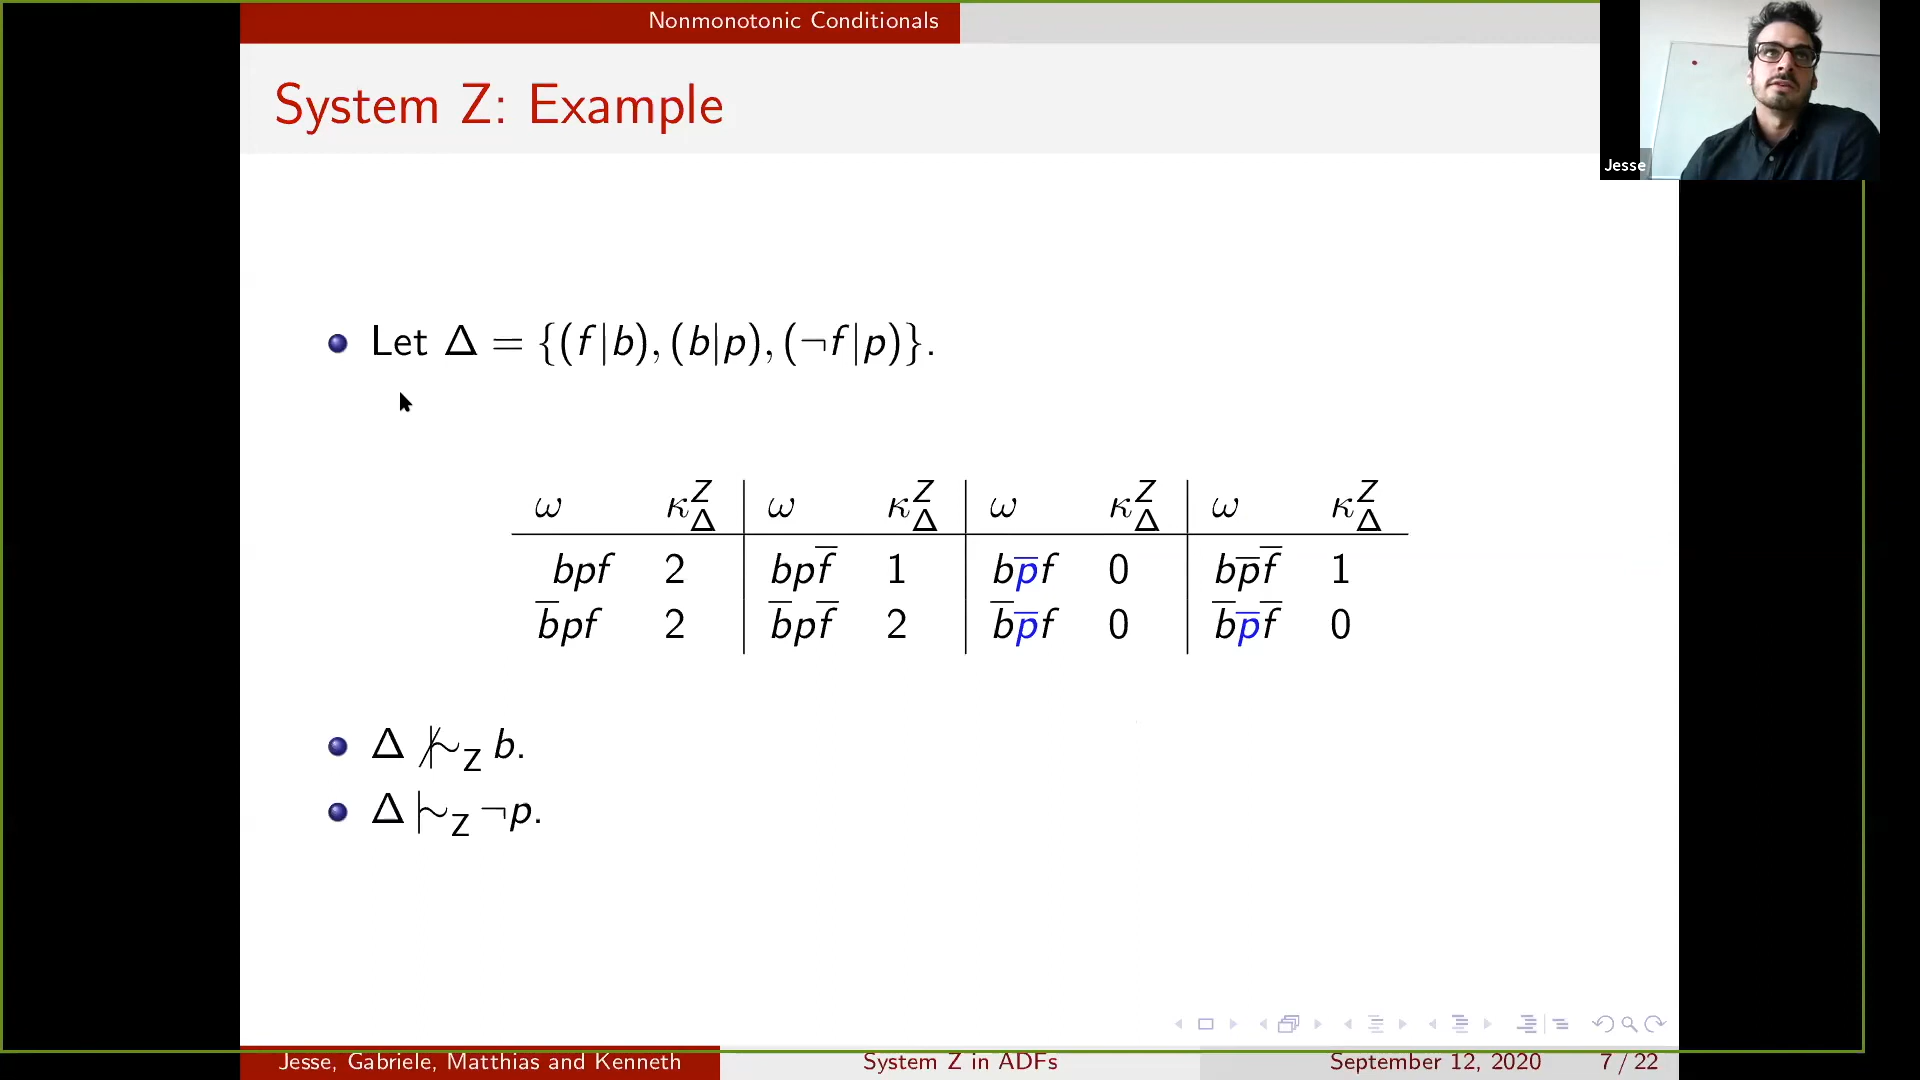 Nonmonotonic Conditionals
System Z: Example
Jesse
Let Δ = {(f|b), (b|p), (¬f|p)}.
ω κ^Z_Δ ω κ^Z_Δ ω κ^Z_Δ ω κ^Z_Δ
bpf 2 bpf̅ 1 bp̅f 0 bp̅f̅ 1
b̅pf 2 b̅pf̅ 2 b̅p̅f 0 b̅p̅f̅ 0
Δ |≁_Z b.
Δ |∼_Z ¬p.
Jesse, Gabriele, Matthias and Kenneth System Z in ADFs September 12, 2020 7 / 22